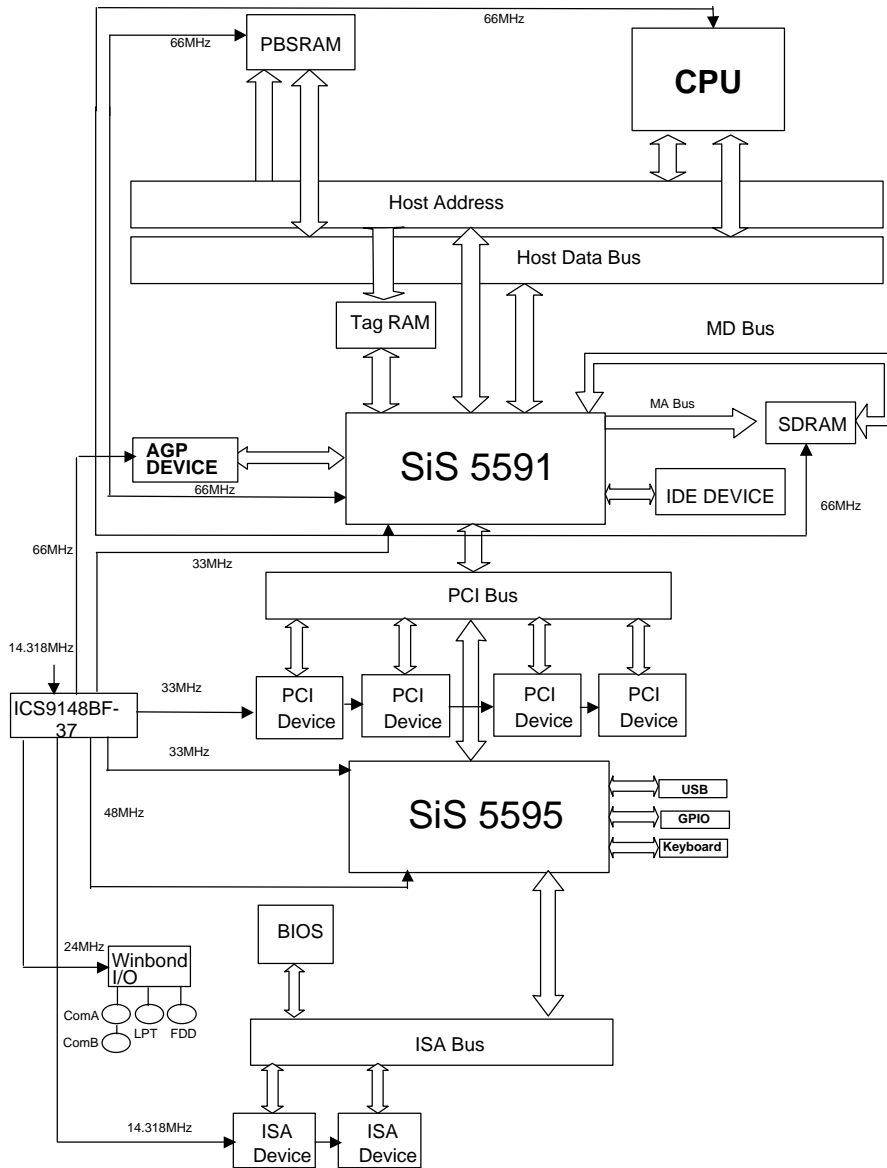 66MHz
66MHz
PBSRAM
CPU
Host Address
Host Data Bus
Tag RAM
MD Bus
MA Bus
SDRAM
AGP
DEVICE
SiS 5591
66MHz
IDE DEVICE
66MHz
66MHz
33MHz
PCI Bus
14.318MHz
ICS9148BF-
37
33MHz
PCI
Device
PCI
Device
PCI
Device
PCI
Device
33MHz
48MHz
SiS 5595
USB
GPIO
Keyboard
BIOS
24MHz
Winbond
I/O
ComA
LPT
FDD
ComB
ISA Bus
14.318MHz
ISA
Device
ISA
Device